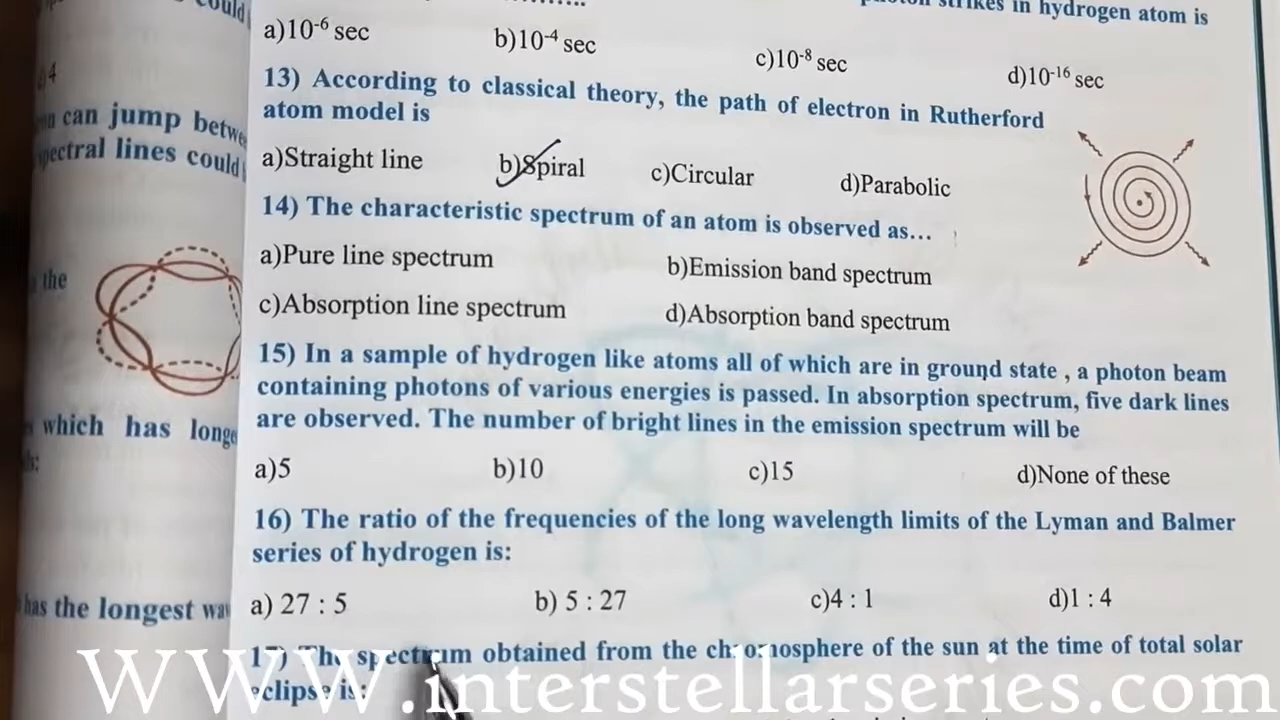 could
4
can jump betwe
spectral lines could
the
which has longe
has the longest wa
strikes in hydrogen atom is
a)10⁻⁶ sec b)10⁻⁴ sec c)10⁻⁸ sec d)10⁻¹⁶ sec
13) According to classical theory, the path of electron in Rutherford
atom model is
a)Straight line b)Spiral c)Circular d)Parabolic
14) The characteristic spectrum of an atom is observed as...
a)Pure line spectrum b)Emission band spectrum
c)Absorption line spectrum d)Absorption band spectrum
15) In a sample of hydrogen like atoms all of which are in ground state , a photon beam
containing photons of various energies is passed. In absorption spectrum, five dark lines
are observed. The number of bright lines in the emission spectrum will be
a)5 b)10 c)15 d)None of these
16) The ratio of the frequencies of the long wavelength limits of the Lyman and Balmer
series of hydrogen is:
a) 27 : 5 b) 5 : 27 c)4 : 1 d)1 : 4
17) The spectrum obtained from the chromosphere of the sun at the time of total solar
eclipse is:
WWW.interstellarseries.com